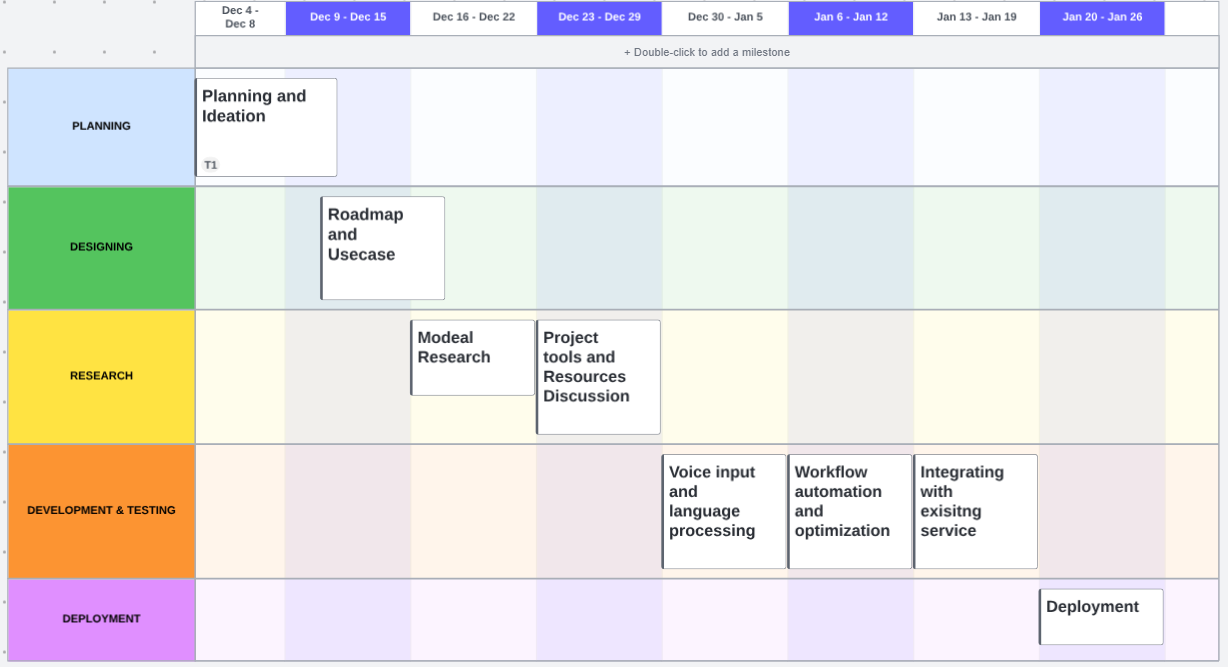 Dec 4 -
Dec 8
Dec 9 - Dec 15
Dec 16 - Dec 22
Dec 23 - Dec 29
Dec 30 - Jan 5
Jan 6 - Jan 12
Jan 13 - Jan 19
Jan 20 - Jan 26
+ Double-click to add a milestone
PLANNING
Planning and
Ideation
T1
DESIGNING
Roadmap
and
Usecase
RESEARCH
Modeal
Research
Project
tools and
Resources
Discussion
DEVELOPMENT & TESTING
Voice input
and
language
processing
Workflow
automation
and
optimization
Integrating
with
exisitng
service
DEPLOYMENT
Deployment